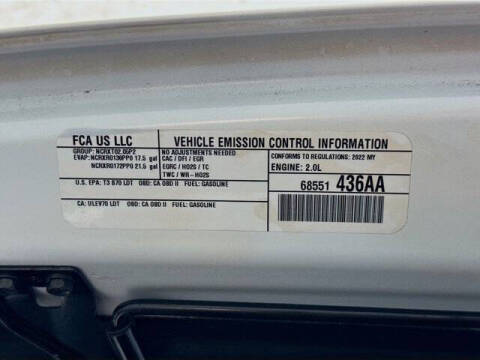 FCA US LLC
VEHICLE EMISSION CONTROL INFORMATION
GROUP: NCRXT02.05P2
EVAP: NCRXR0136PP0 17.5 gal
NCRXR0172PP0 21.5 gal
NO ADJUSTMENTS NEEDED
CAC / DFI / EGR
EGRC / HO2S / TC
TWC / WR-HO2S
CONFORMS TO REGULATIONS: 2022 MY
ENGINE: 2.0L
U.S. EPA: T3 B70 LDT OBD: CA OBD II FUEL: GASOLINE
CA: ULEV70 LDT OBD: CA OBD II FUEL: GASOLINE
68551 436AA